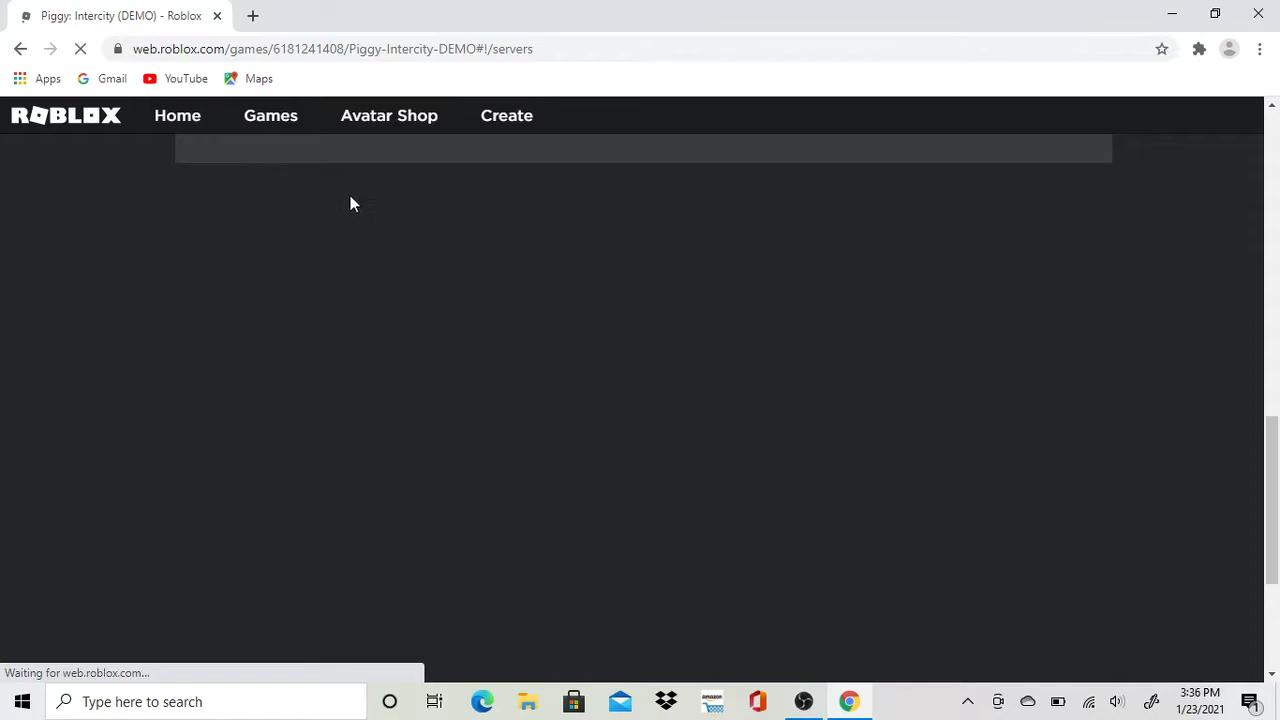 Piggy: Intercity (DEMO) - Roblox
web.roblox.com/games/6181241408/Piggy-Intercity-DEMO#!/servers
Apps Gmail YouTube Maps
ROBLOX Home Games Avatar Shop Create
Waiting for web.roblox.com...
Type here to search
amazon
3:36 PM
1/23/2021
1